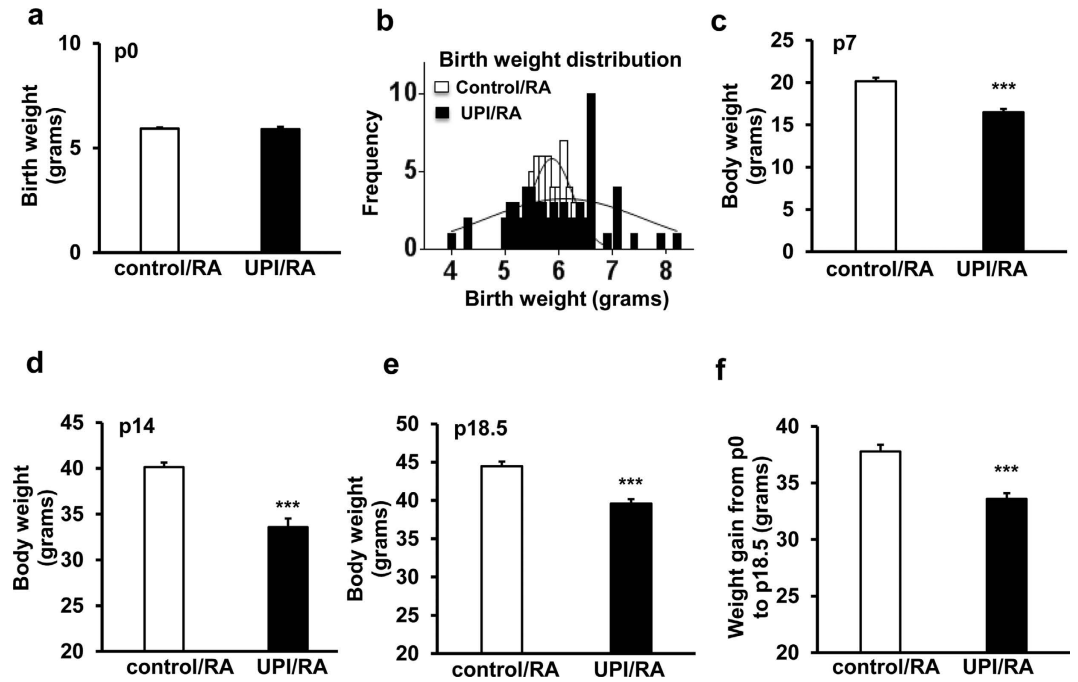 a
p0
10
5
0
Birth weight
(grams)
control/RA
UPI/RA
b
Birth weight distribution
Control/RA
UPI/RA
10
5
0
Frequency
4 5 6 7 8
Birth weight (grams)
c
p7
25
20
15
10
5
0
Body weight
(grams)
***
control/RA
UPI/RA
d
p14
45
40
35
30
25
20
Body weight
(grams)
***
control/RA
UPI/RA
e
p18.5
50
45
40
35
30
25
20
Body weight
(grams)
***
control/RA
UPI/RA
f
40
35
30
25
20
Weight gain from p0
to p18.5 (grams)
***
control/RA
UPI/RA